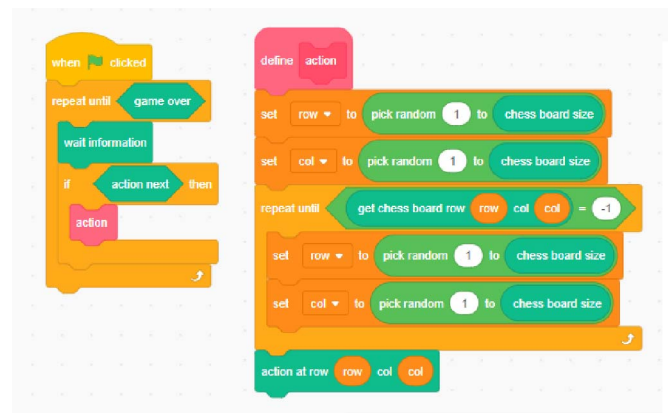 when clicked
repeat until game over
wait information
if action next then
action
define action
set row to pick random 1 to chess board size
set col to pick random 1 to chess board size
repeat until get chess board row row col col = -1
set row to pick random 1 to chess board size
set col to pick random 1 to chess board size
action at row row col col